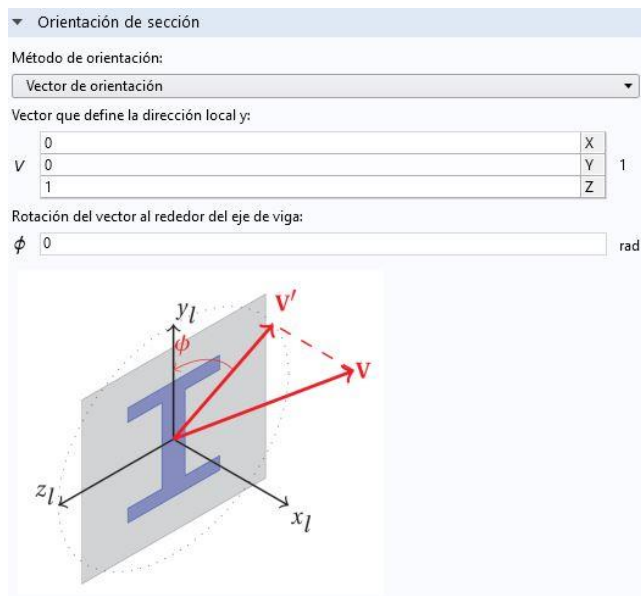 Orientación de sección
Método de orientación:
Vector de orientación
Vector que define la dirección local y:
0 X
V 0 Y 1
1 Z
Rotación del vector al rededor del eje de viga:
ϕ 0 rad
V′
y_l
ϕ
V
z_l
x_l